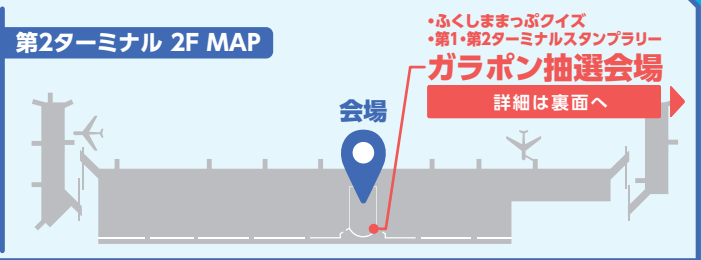 第2ターミナル 2F MAP
•ふくしままっぷクイズ
•第1•第2ターミナルスタンプラリー
ガラポン抽選会場
詳細は裏面へ
会場